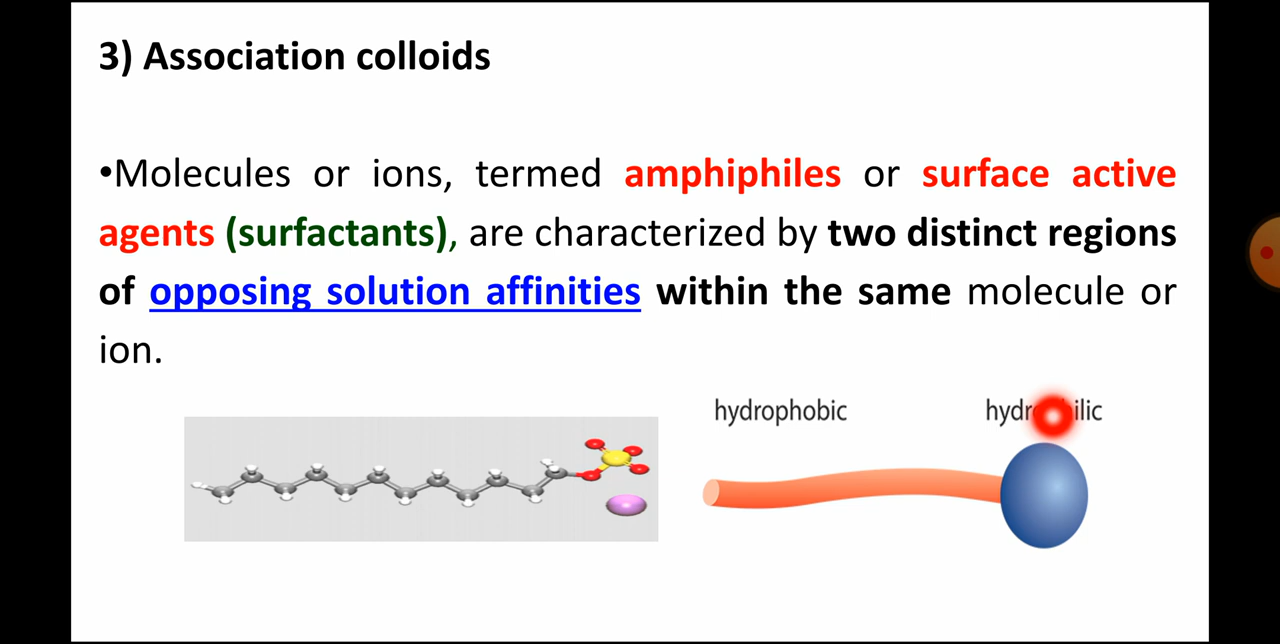 3) Association colloids
•Molecules or ions, termed amphiphiles or surface active
agents (surfactants), are characterized by two distinct regions
of opposing solution affinities within the same molecule or
ion.
hydrophobic